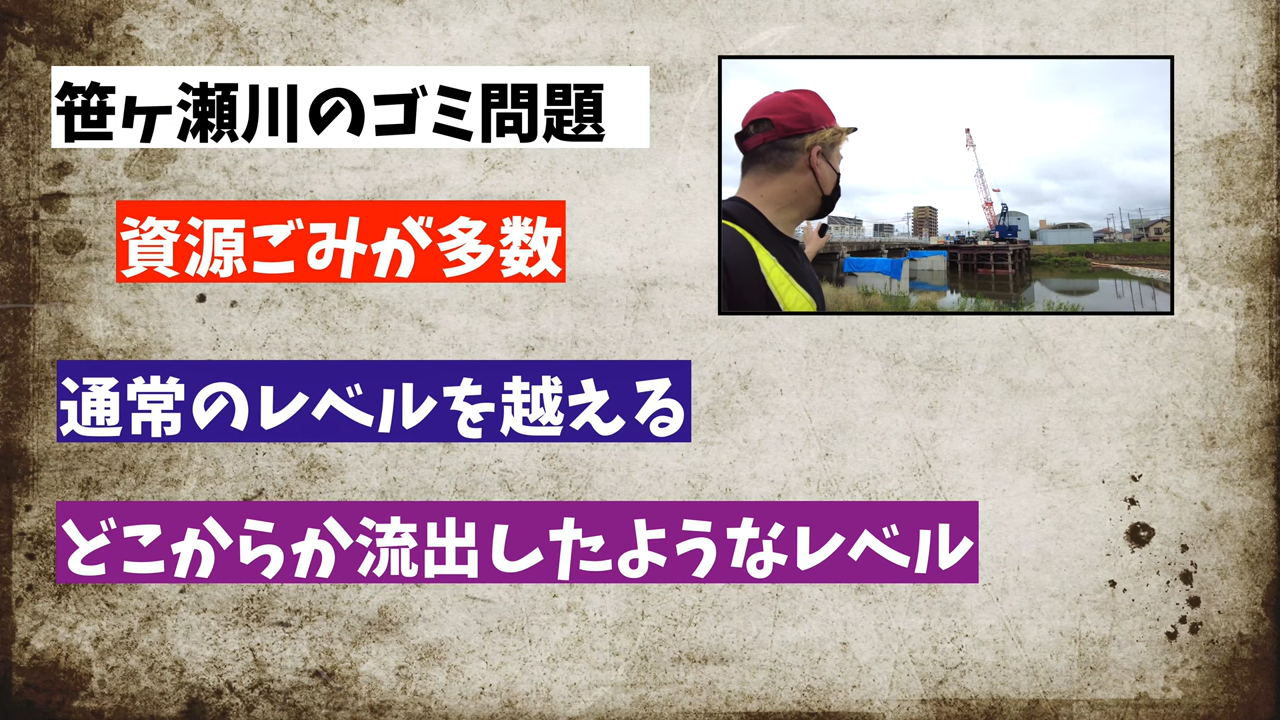 笹ヶ瀬川のゴミ問題
資源ごみが多数
通常のレベルを越える
どこからか流出したようなレベル